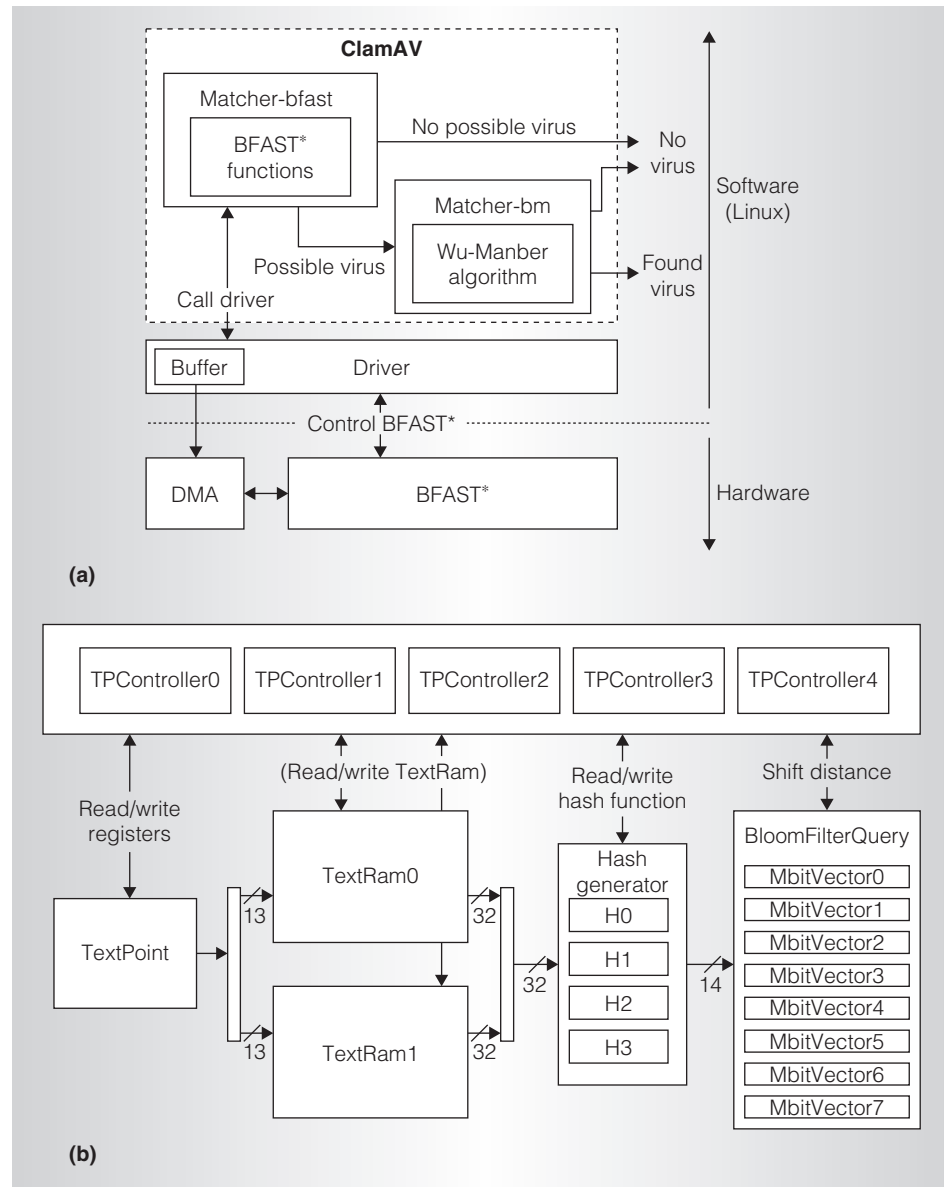 ClamAV
Matcher-bfast
BFAST*
functions
No possible virus
No
virus
Matcher-bm
Wu-Manber
algorithm
Possible virus
Found
virus
Software
(Linux)
Call driver
Buffer
Driver
Control BFAST*
DMA
BFAST*
Hardware
(a)
TPController0
TPController1
TPController2
TPController3
TPController4
(Read/write TextRam)
Read/write
hash function
Shift distance
Read/write
registers
TextPoint
13
13
TextRam0
TextRam1
32
32
32
Hash
generator
H0
H1
H2
H3
14
BloomFilterQuery
MbitVector0
MbitVector1
MbitVector2
MbitVector3
MbitVector4
MbitVector5
MbitVector6
MbitVector7
(b)